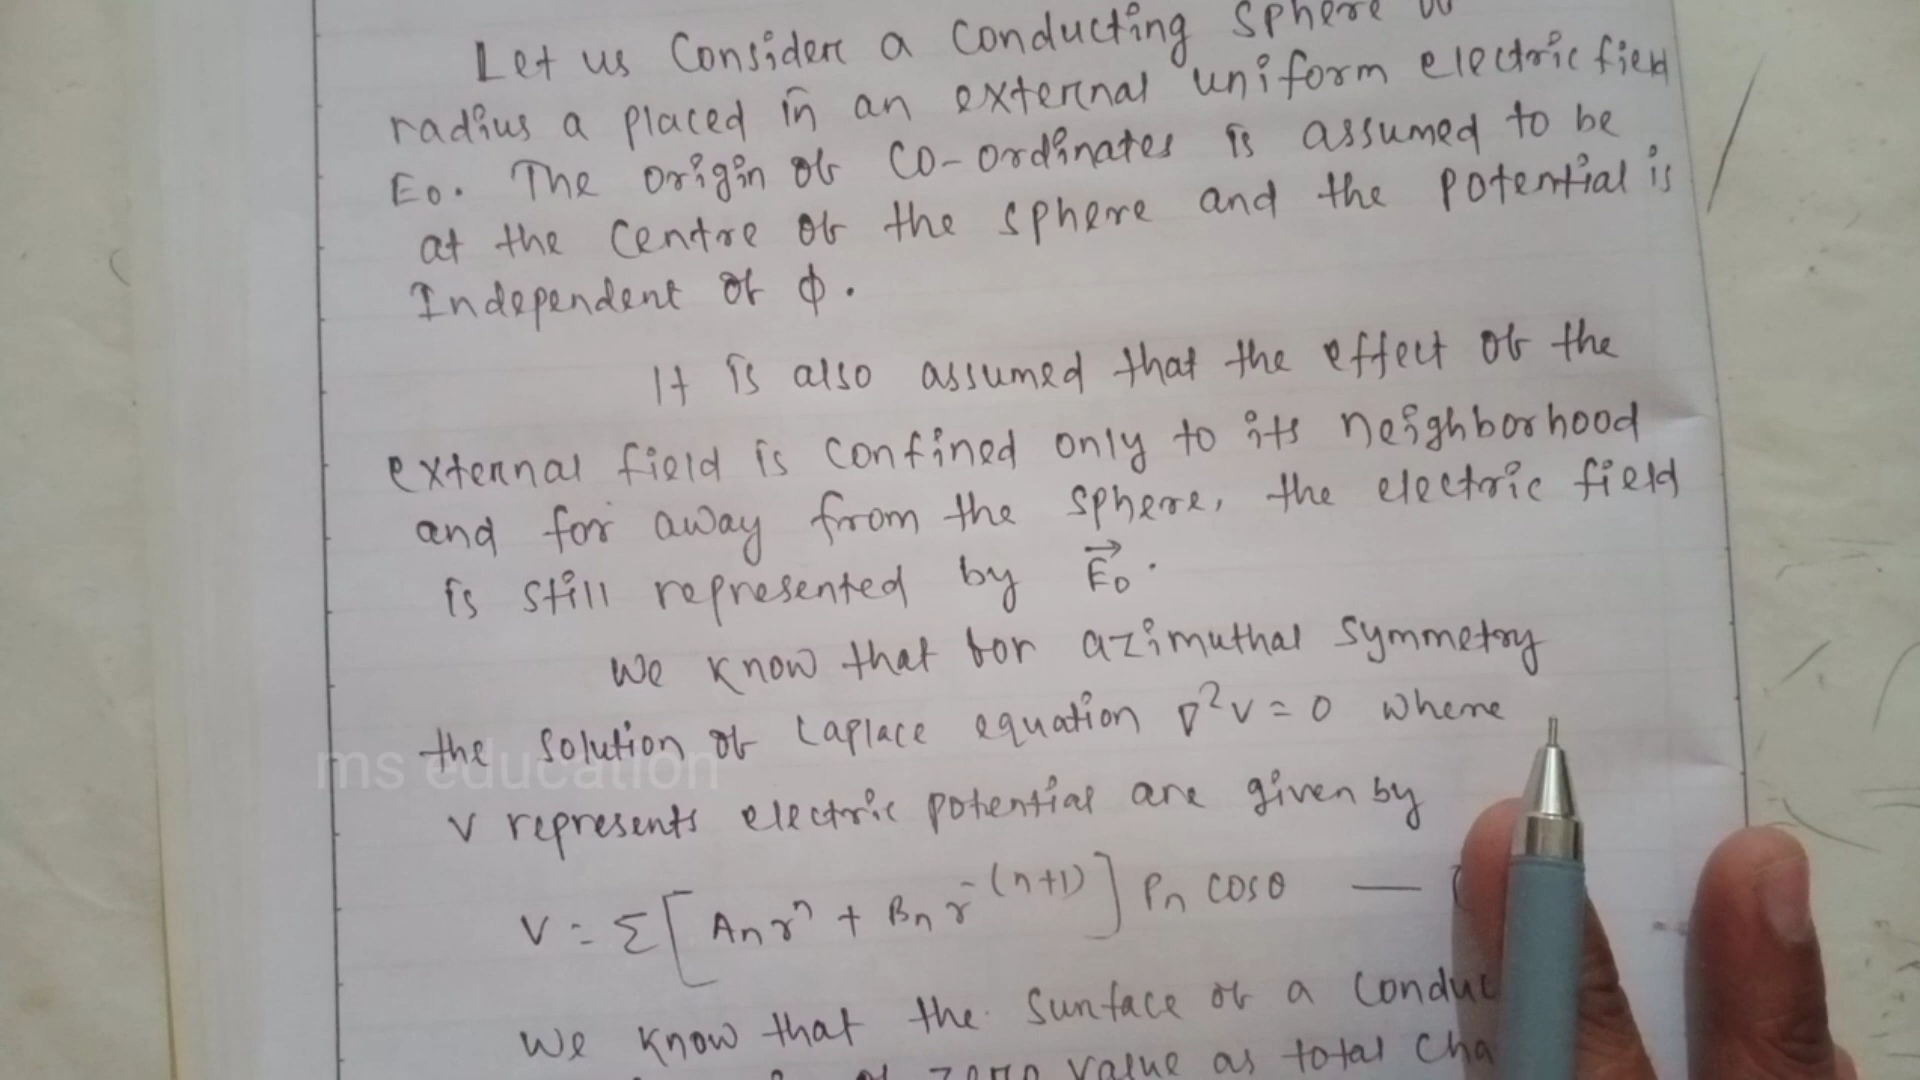 Let us Consider a conducting sphere of
radius a placed in an external uniform electric field
E₀. The origin of Co-ordinates is assumed to be
at the centre of the sphere and the potential is
Independent of ϕ.
It is also assumed that the effect of the
external field is confined only to its neighborhood
and for away from the sphere, the electric field
is still represented by E⃗₀.
We know that for azimuthal symmetry
the solution of Laplace equation ∇²V = 0 where
ms education
V represents electric potential are given by
V = Σ[Aₙrⁿ + Bₙ r^-(n+1)] Pₙ cosθ —
We know that the surface of a conduc
of zero value as total cha